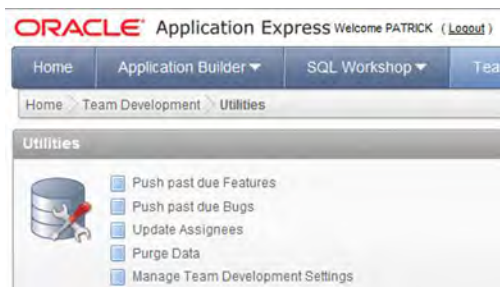 ORACLE Application Express Welcome PATRICK ( Logout )
Home Application Builder SQL Workshop Tea
Home Team Development Utilities
Utilities
Push past due Features
Push past due Bugs
Update Assignees
Purge Data
Manage Team Development Settings